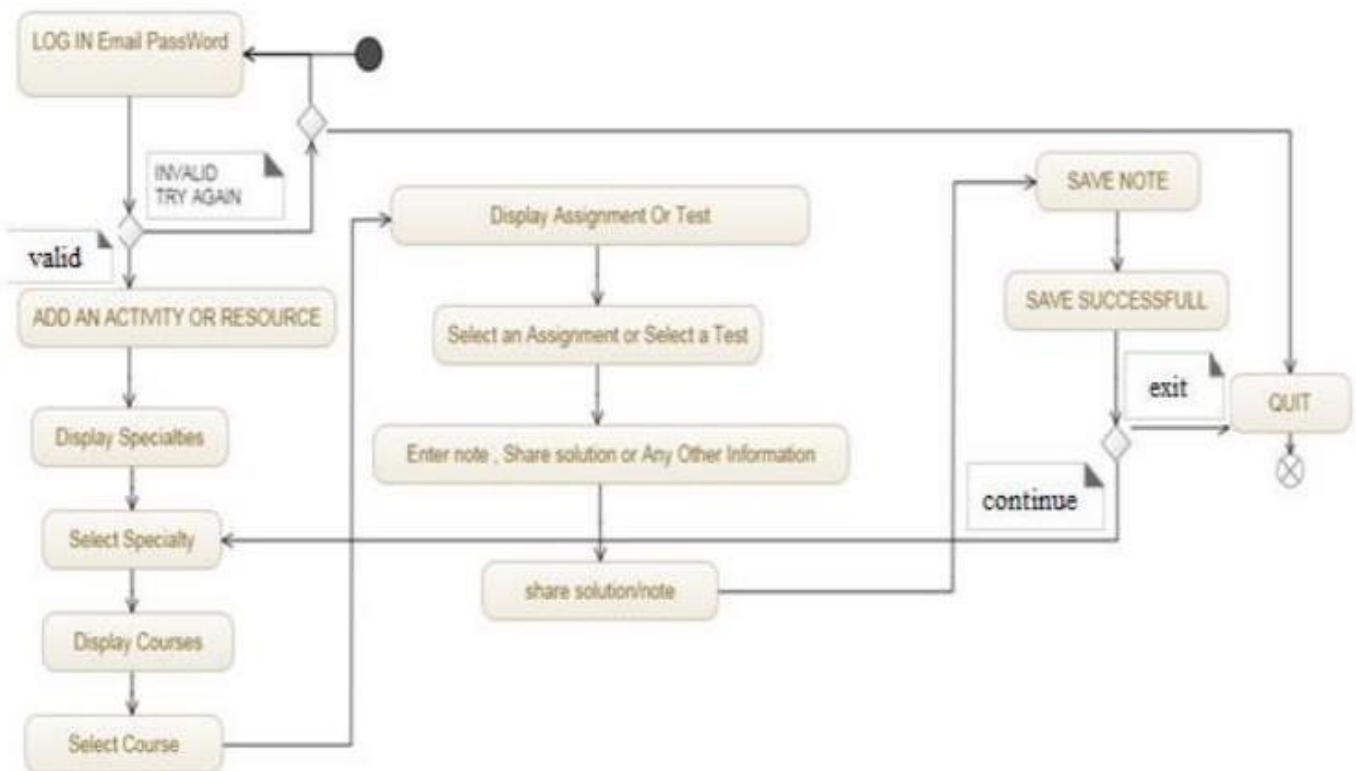 LOG IN Email PassWord
INVALID
TRY AGAIN
valid
ADD AN ACTIVITY OR RESOURCE
Display Specialties
Select Specialty
Display Courses
Select Course
Display Assignment Or Test
Select an Assignment or Select a Test
Enter note , Share solution or Any Other Information
share solution/note
SAVE NOTE
SAVE SUCCESSFULL
exit
QUIT
continue